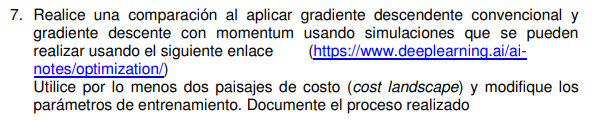 7. Realice una comparación al aplicar gradiente descendente convencional y
gradiente descente con momentum usando simulaciones que se pueden
realizar usando el siguiente enlace (https://www.deeplearning.ai/ai-
notes/optimization/)
Utilice por lo menos dos paisajes de costo (cost landscape) y modifique los
parámetros de entrenamiento. Documente el proceso realizado